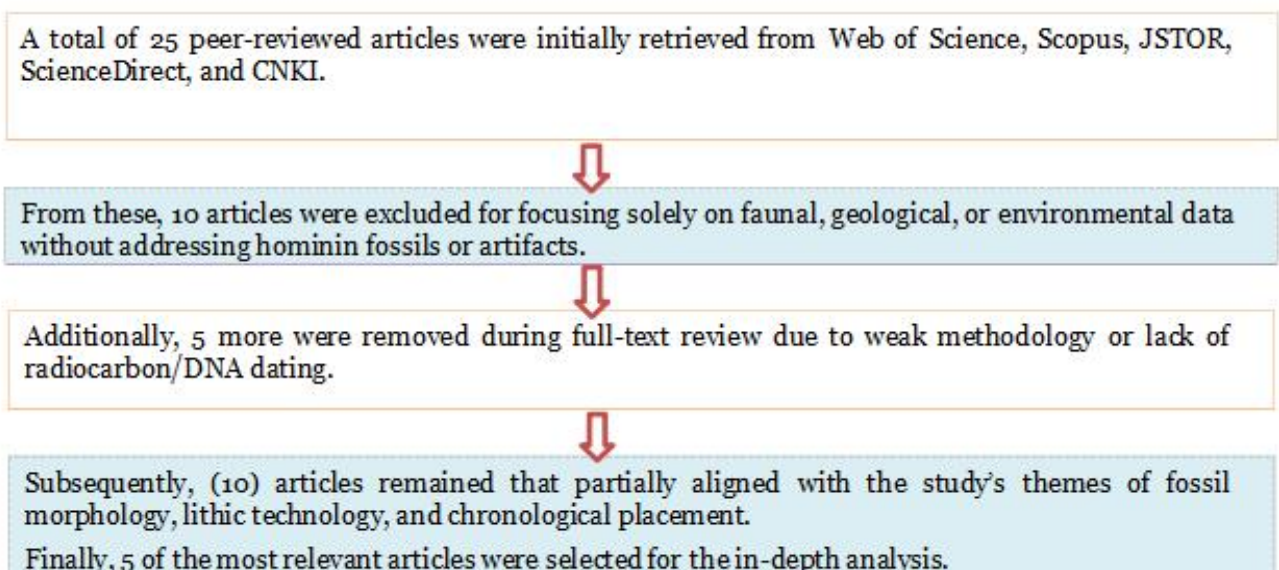 A total of 25 peer-reviewed articles were initially retrieved from Web of Science, Scopus, JSTOR,
ScienceDirect, and CNKI.
From these, 10 articles were excluded for focusing solely on faunal, geological, or environmental data
without addressing hominin fossils or artifacts.
Additionally, 5 more were removed during full-text review due to weak methodology or lack of
radiocarbon/DNA dating.
Subsequently, (10) articles remained that partially aligned with the study's themes of fossil
morphology, lithic technology, and chronological placement.
Finally, 5 of the most relevant articles were selected for the in-depth analysis.